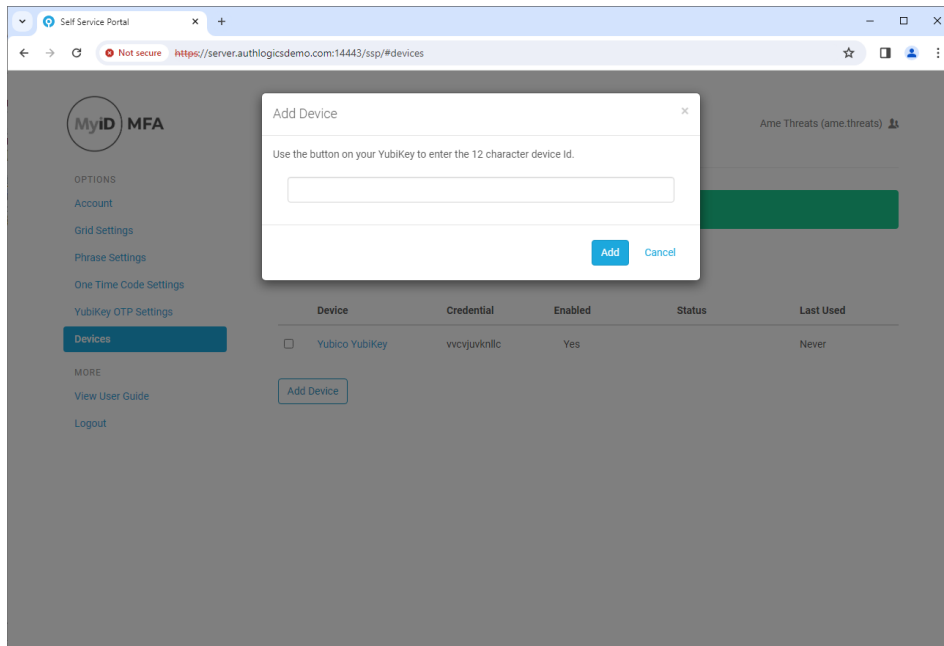 Self Service Portal
Not secure https://server.authlogicsdemo.com:14443/ssp/#devices
MyiD MFA
Ame Threats (ame.threats)
OPTIONS
Account
Grid Settings
Phrase Settings
One Time Code Settings
YubiKey OTP Settings
Devices
MORE
View User Guide
Logout
Add Device ×
Use the button on your YubiKey to enter the 12 character device Id.
Add Cancel
Device Credential Enabled Status Last Used
Yubico YubiKey vvcvjuvknllc Yes Never
Add Device